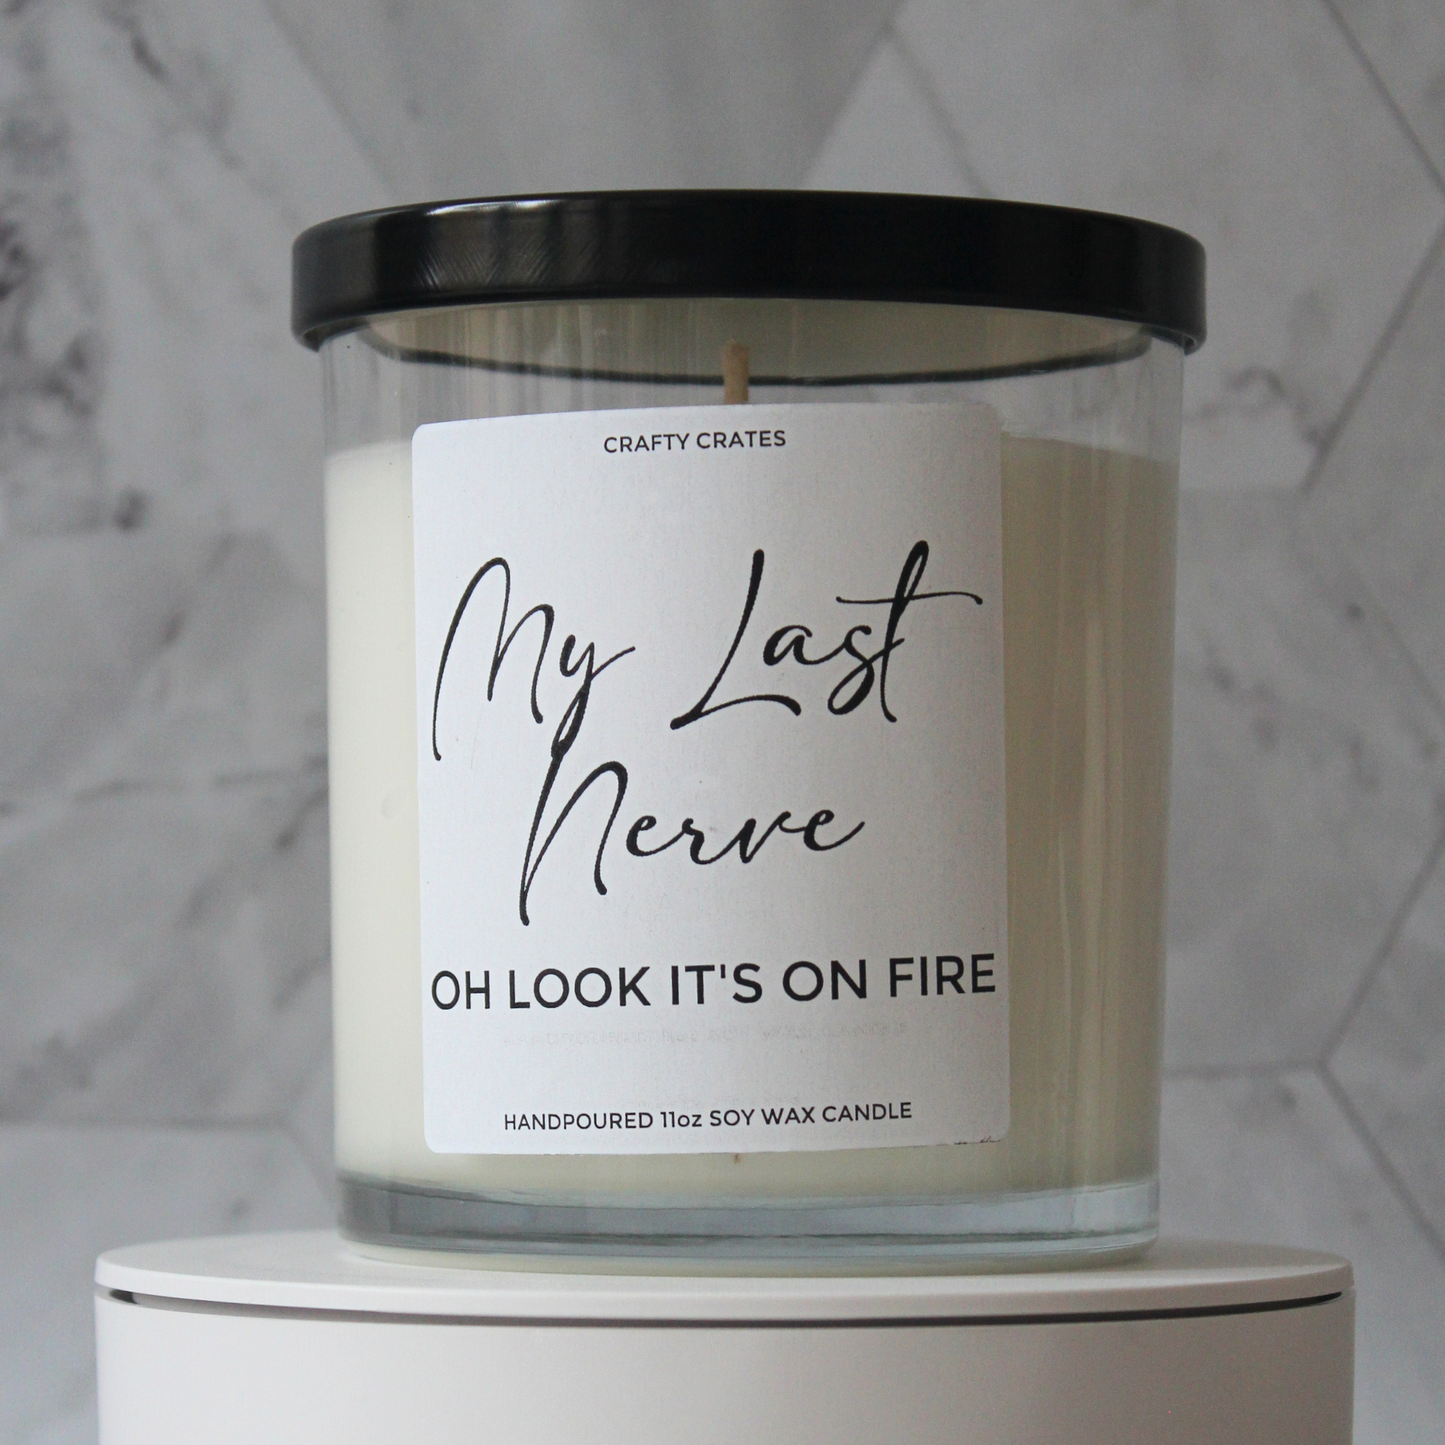 CRAFTY CRATES
My Last
Nerve
OH LOOK IT'S ON FIRE
HANDPOURED 11oz SOY WAX CANDLE